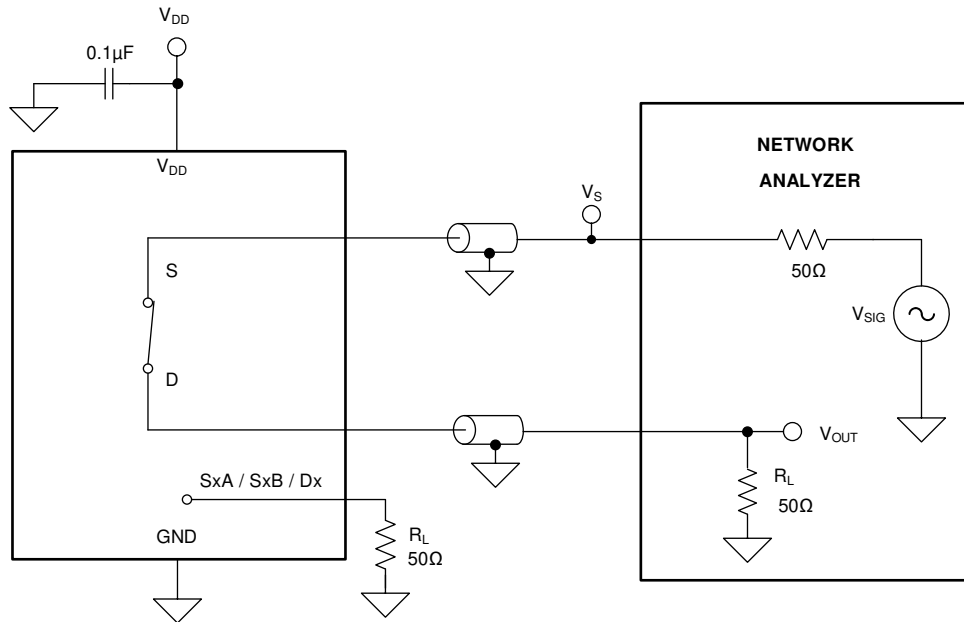 V_DD
0.1µF
V_DD
NETWORK
ANALYZER
V_S
50Ω
S
V_SIG
D
V_OUT
SxA / SxB / Dx
R_L
50Ω
GND
R_L
50Ω